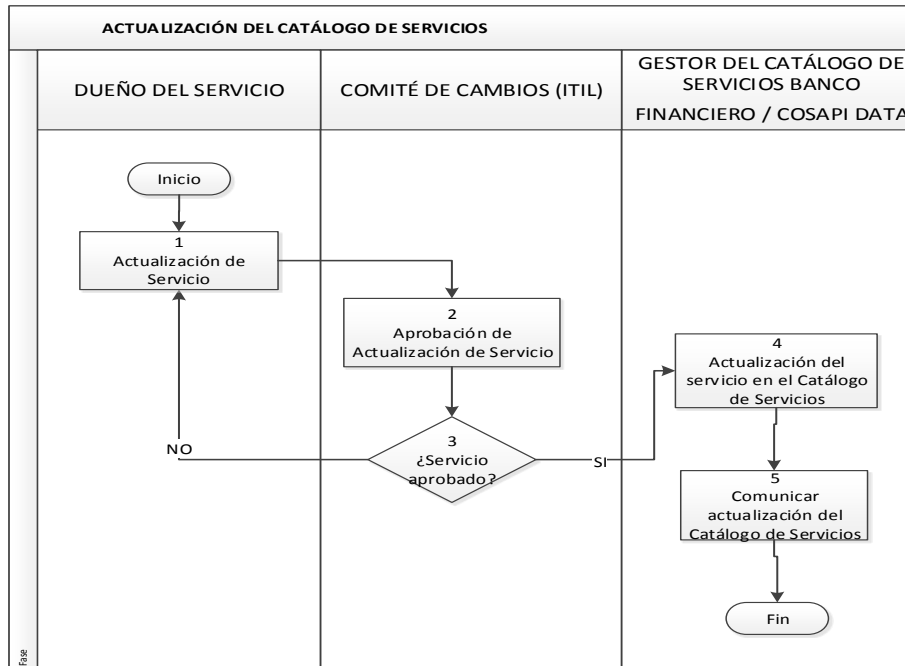 ACTUALIZACIÓN DEL CATÁLOGO DE SERVICIOS
DUEÑO DEL SERVICIO
COMITÉ DE CAMBIOS (ITIL)
GESTOR DEL CATÁLOGO DE
SERVICIOS BANCO
FINANCIERO / COSAPI DATA
Inicio
1
Actualización de
Servicio
2
Aprobación de
Actualización de Servicio
3
¿Servicio
aprobado?
NO
SI
4
Actualización del
servicio en el Catálogo
de Servicios
5
Comunicar
actualización del
Catálogo de Servicios
Fin
Fase